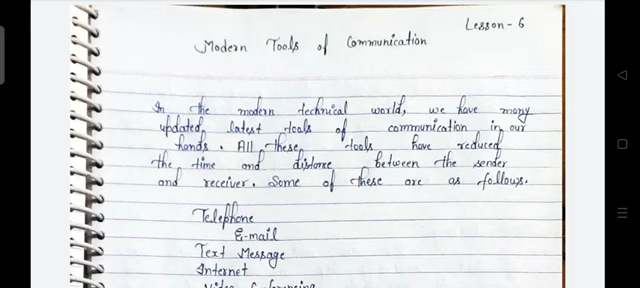 Lesson - 6
Modern Tools of Communication
In the modern technical world, we have many
updated, latest tools of communication in our
hands. All these tools have reduced
the time and distance between the sender
and receiver. Some of these are as follows.
Telephone
E-mail
Text Message
Internet
Video Conferencing